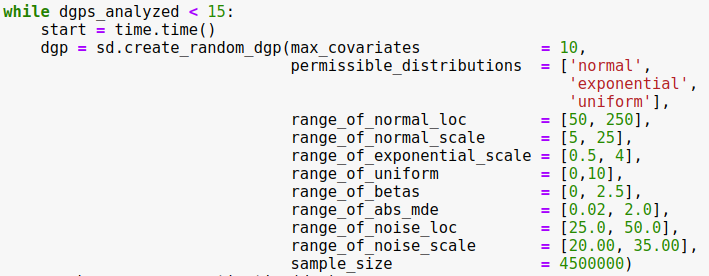 while dgps_analyzed < 15:
    start = time.time()
    dgp = sd.create_random_dgp(max_covariates             = 10,
                               permissible_distributions  = ['normal',
                                                             'exponential',
                                                             'uniform'],
                               range_of_normal_loc        = [50, 250],
                               range_of_normal_scale      = [5, 25],
                               range_of_exponential_scale = [0.5, 4],
                               range_of_uniform           = [0,10],
                               range_of_betas             = [0, 2.5],
                               range_of_abs_mde           = [0.02, 2.0],
                               range_of_noise_loc         = [25.0, 50.0],
                               range_of_noise_scale       = [20.00, 35.00],
                               sample_size                = 4500000)